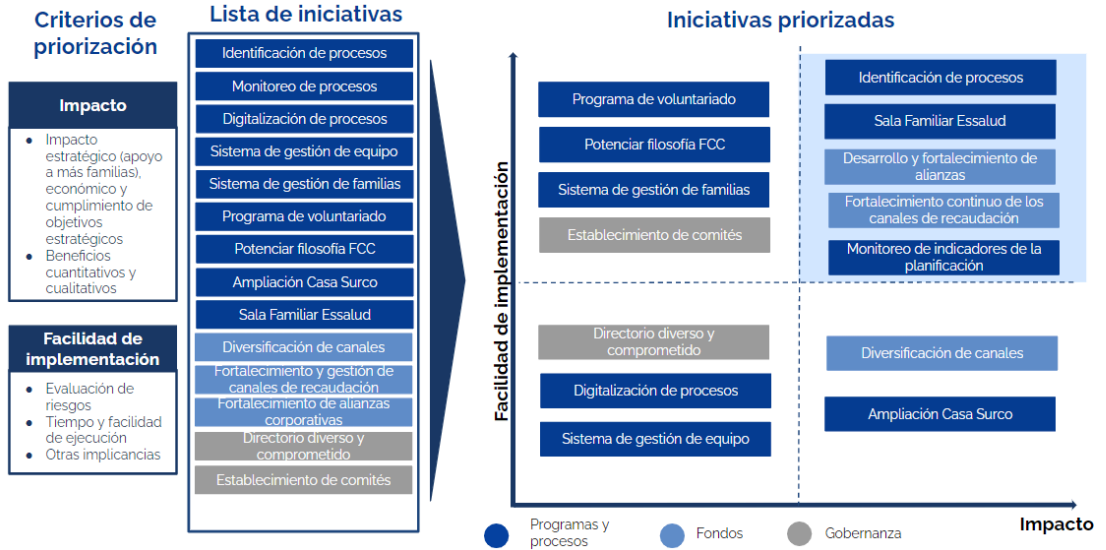 Criterios de
priorización
Impacto
● Impacto
estratégico (apoyo
a más familias),
económico y
cumplimiento de
objetivos
estratégicos
● Beneficios
cuantitativos y
cualitativos
Facilidad de
implementación
● Evaluación de
riesgos
● Tiempo y facilidad
de ejecución
● Otras implicancias
Lista de iniciativas
Identificación de procesos
Monitoreo de procesos
Digitalización de procesos
Sistema de gestión de equipo
Sistema de gestión de familias
Programa de voluntariado
Potenciar filosofía FCC
Ampliación Casa Surco
Sala Familiar Essalud
Diversificación de canales
Fortalecimiento y gestión de
canales de recaudación
Fortalecimiento de alianzas
corporativas
Directorio diverso y
comprometido
Establecimiento de comités
Iniciativas priorizadas
Facilidad de implementación
Programa de voluntariado
Potenciar filosofía FCC
Sistema de gestión de familias
Establecimiento de comités
Identificación de procesos
Sala Familiar Essalud
Desarrollo y fortalecimiento de
alianzas
Fortalecimiento continuo de los
canales de recaudación
Monitoreo de indicadores de la
planificación
Directorio diverso y
comprometido
Digitalización de procesos
Sistema de gestión de equipo
Diversificación de canales
Ampliación Casa Surco
Impacto
Programas y
procesos
Fondos
Gobernanza